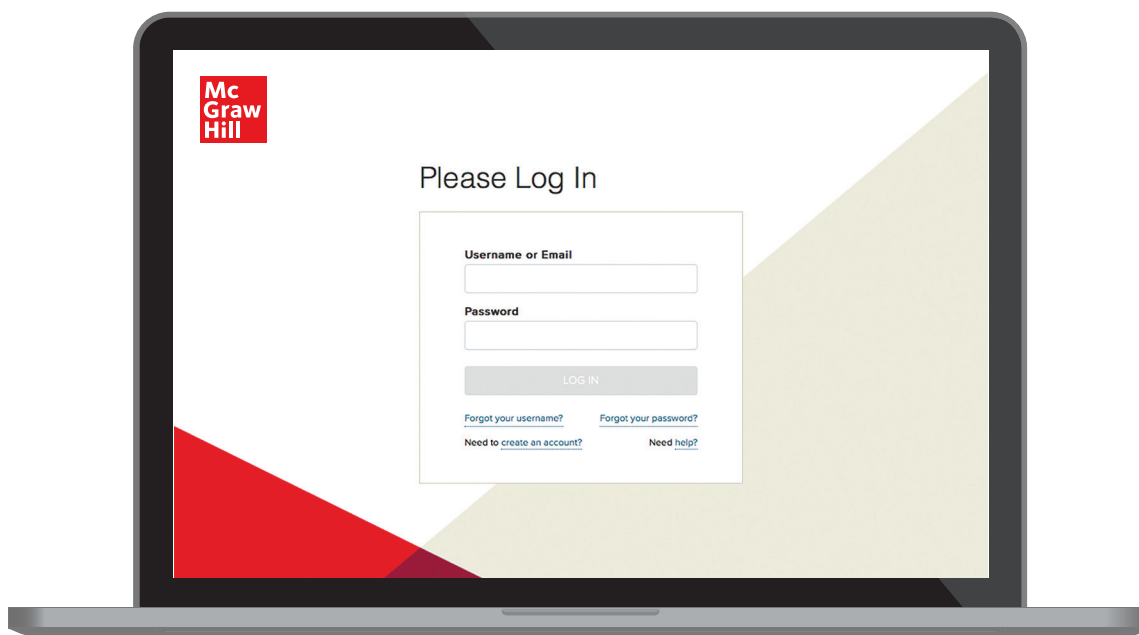 Mc
Graw
Hill
Please Log In
Username or Email
Password
LOG IN
Forgot your username? Forgot your password?
Need to create an account? Need help?